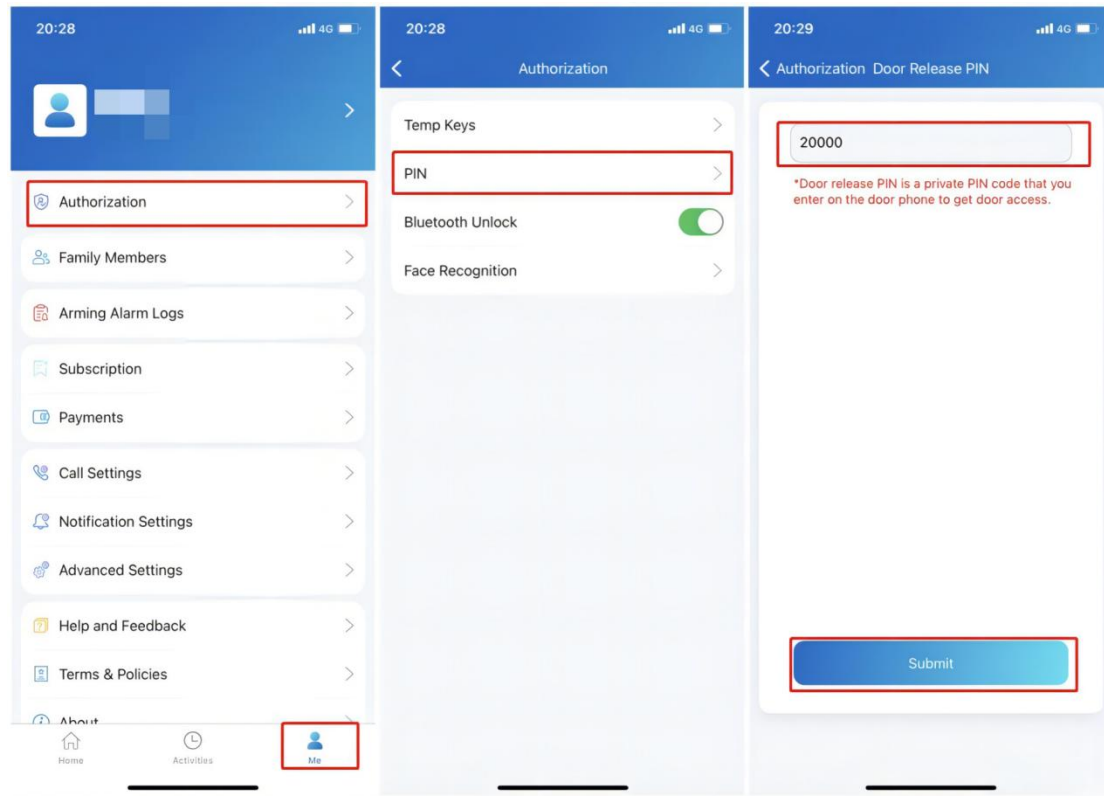 20:28
4G
Authorization
Family Members
Arming Alarm Logs
Subscription
Payments
Call Settings
Notification Settings
Advanced Settings
Help and Feedback
Terms & Policies
About
Home Activities Me
20:28
4G
Authorization
Temp Keys
PIN
Bluetooth Unlock
Face Recognition
20:29
4G
Authorization Door Release PIN
20000
*Door release PIN is a private PIN code that you
enter on the door phone to get door access.
Submit